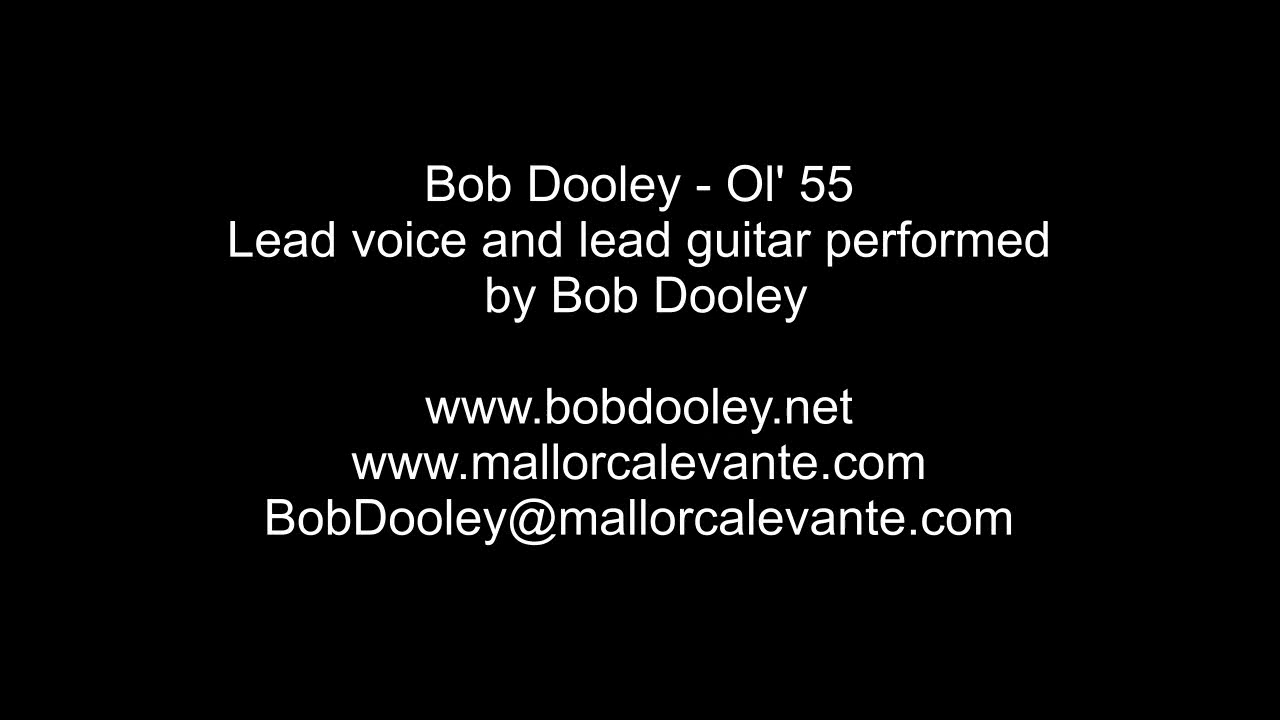 Bob Dooley - Ol' 55
Lead voice and lead guitar performed
by Bob Dooley
www.bobdooley.net
www.mallorcalevante.com
BobDooley@mallorcalevante.com